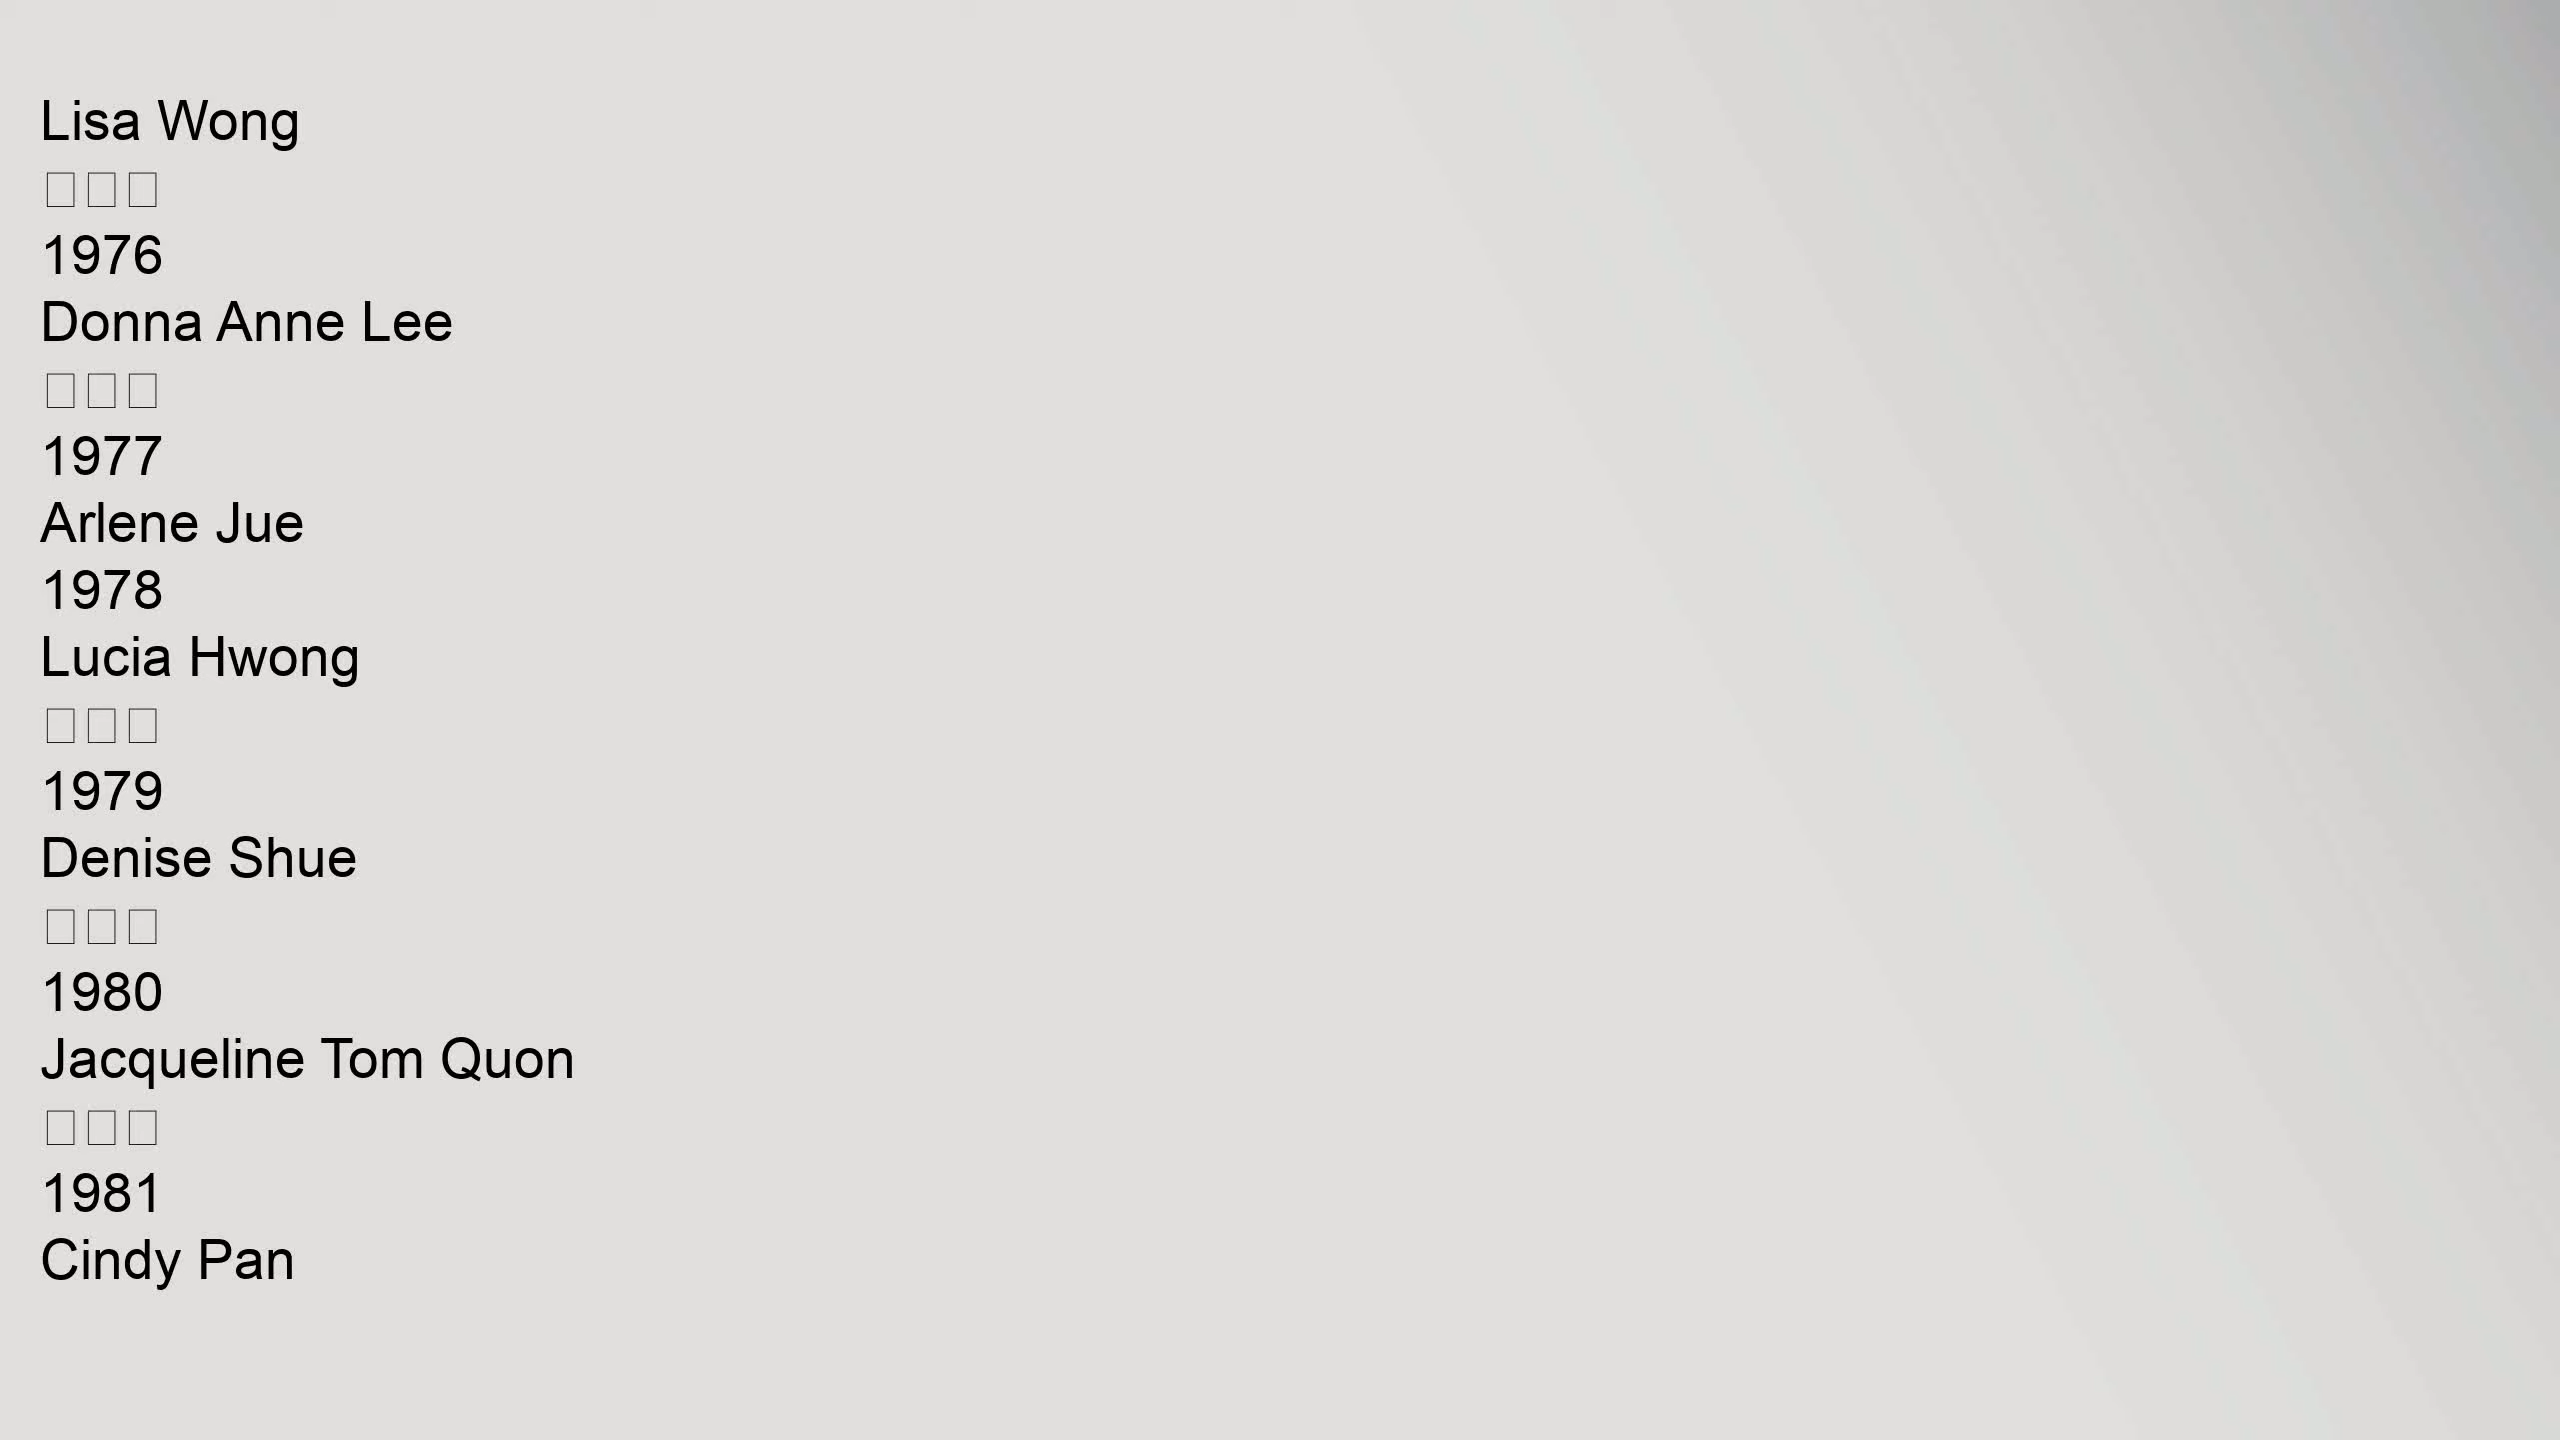 Lisa Wong
1976
Donna Anne Lee
1977
Arlene Jue
1978
Lucia Hwong
1979
Denise Shue
1980
Jacqueline Tom Quon
1981
Cindy Pan